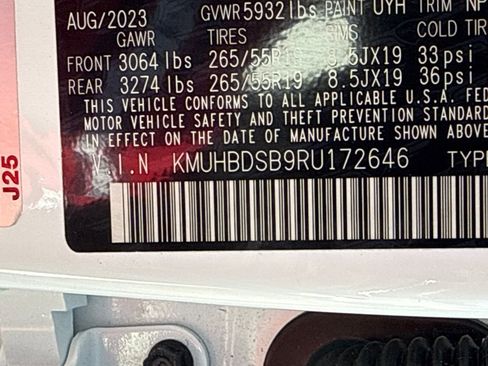 AUG/2023 GVWR 5932 lbs PAINT UYH TRIM NP
GAWR TIRES RIMS COLD TI
FRONT 3064 lbs 265/55R19 8.5JX19 33 psi
REAR 3274 lbs 265/55R19 8.5JX19 36 psi
THIS VEHICLE CONFORMS TO ALL APPLICABLE U.S.A. FED
MOTOR VEHICLE SAFETY AND THEFT PREVENTION STANDARD
IN EFFECT ON THE DATE OF MANUFACTURE SHOWN ABOVE
V.I.N KMUHBDSB9RU172646 TYPE
J25